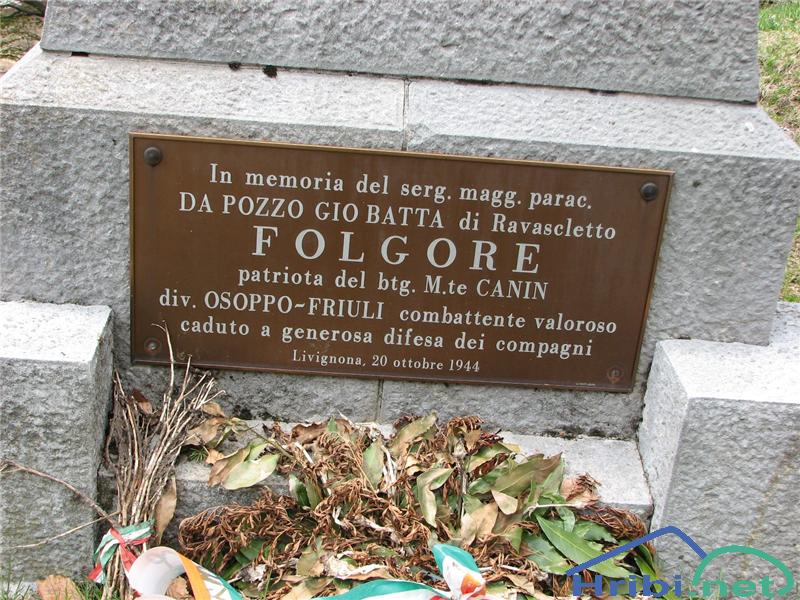 In memoria del serg. magg. parac.
DA POZZO GIO BATTA di Ravascletto
FOLGORE
patriota del btg. M.te CANIN
div. OSOPPO-FRIULI combattente valoroso
caduto a generosa difesa dei compagni
Livignona, 20 ottobre 1944
Hribi.net